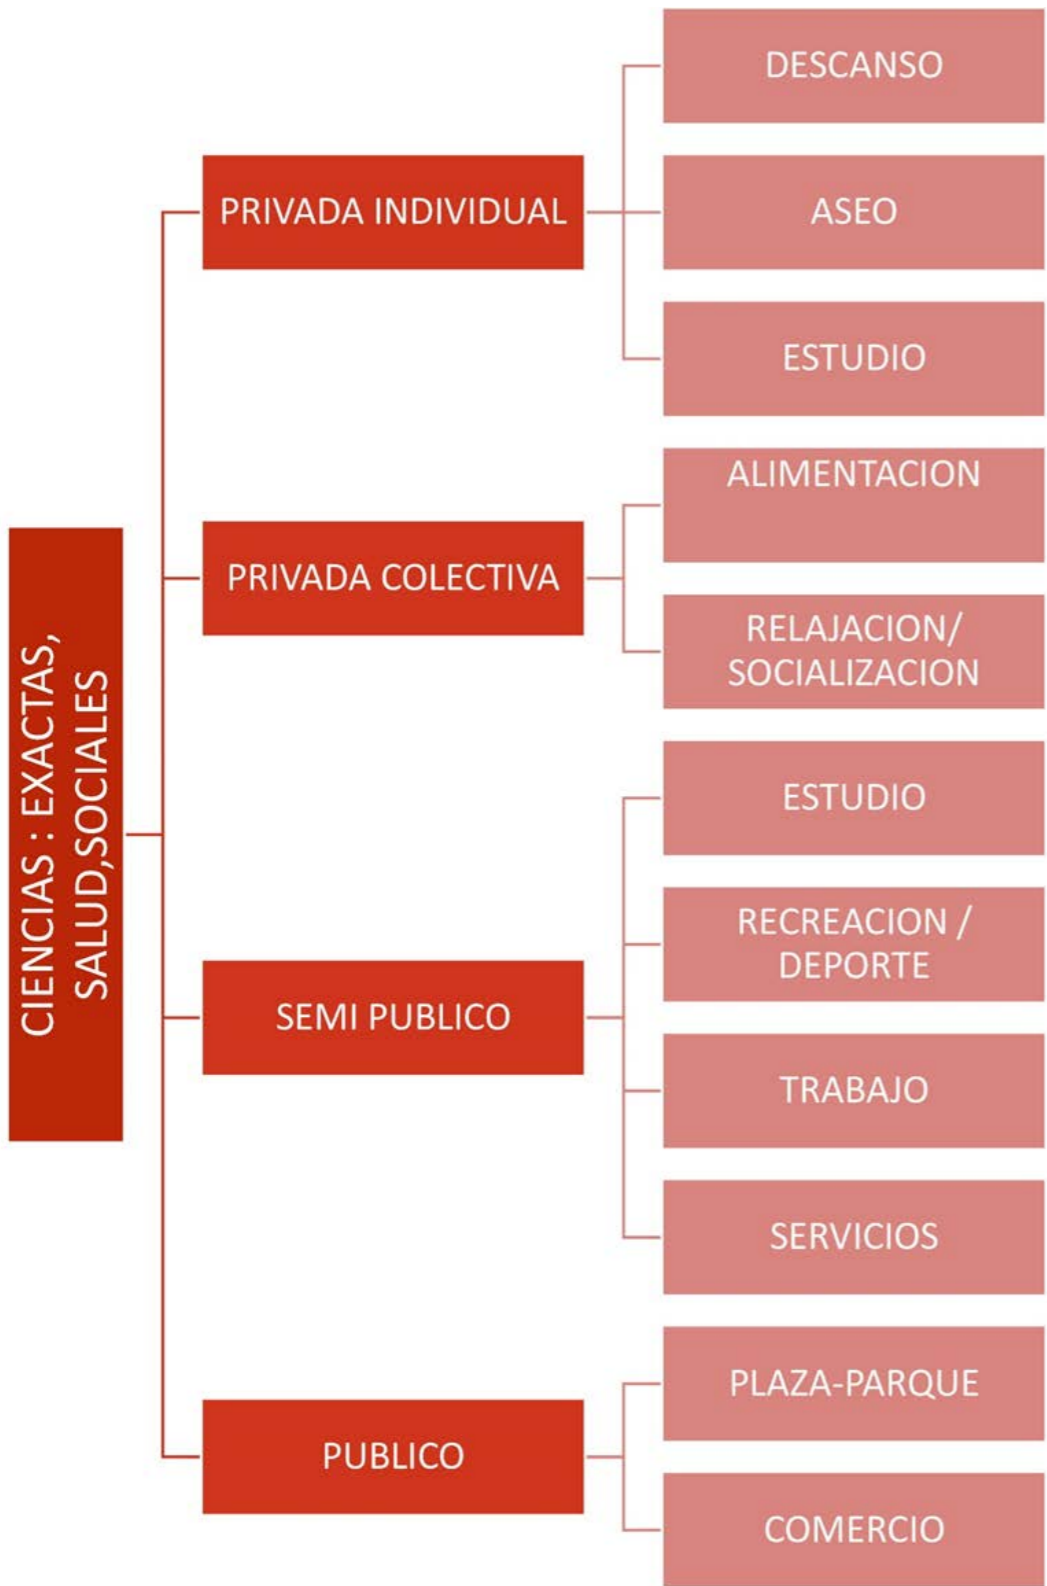 CIENCIAS : EXACTAS,
SALUD,SOCIALES
PRIVADA INDIVIDUAL
DESCANSO
ASEO
ESTUDIO
PRIVADA COLECTIVA
ALIMENTACION
RELAJACION/
SOCIALIZACION
SEMI PUBLICO
ESTUDIO
RECREACION /
DEPORTE
TRABAJO
SERVICIOS
PUBLICO
PLAZA-PARQUE
COMERCIO